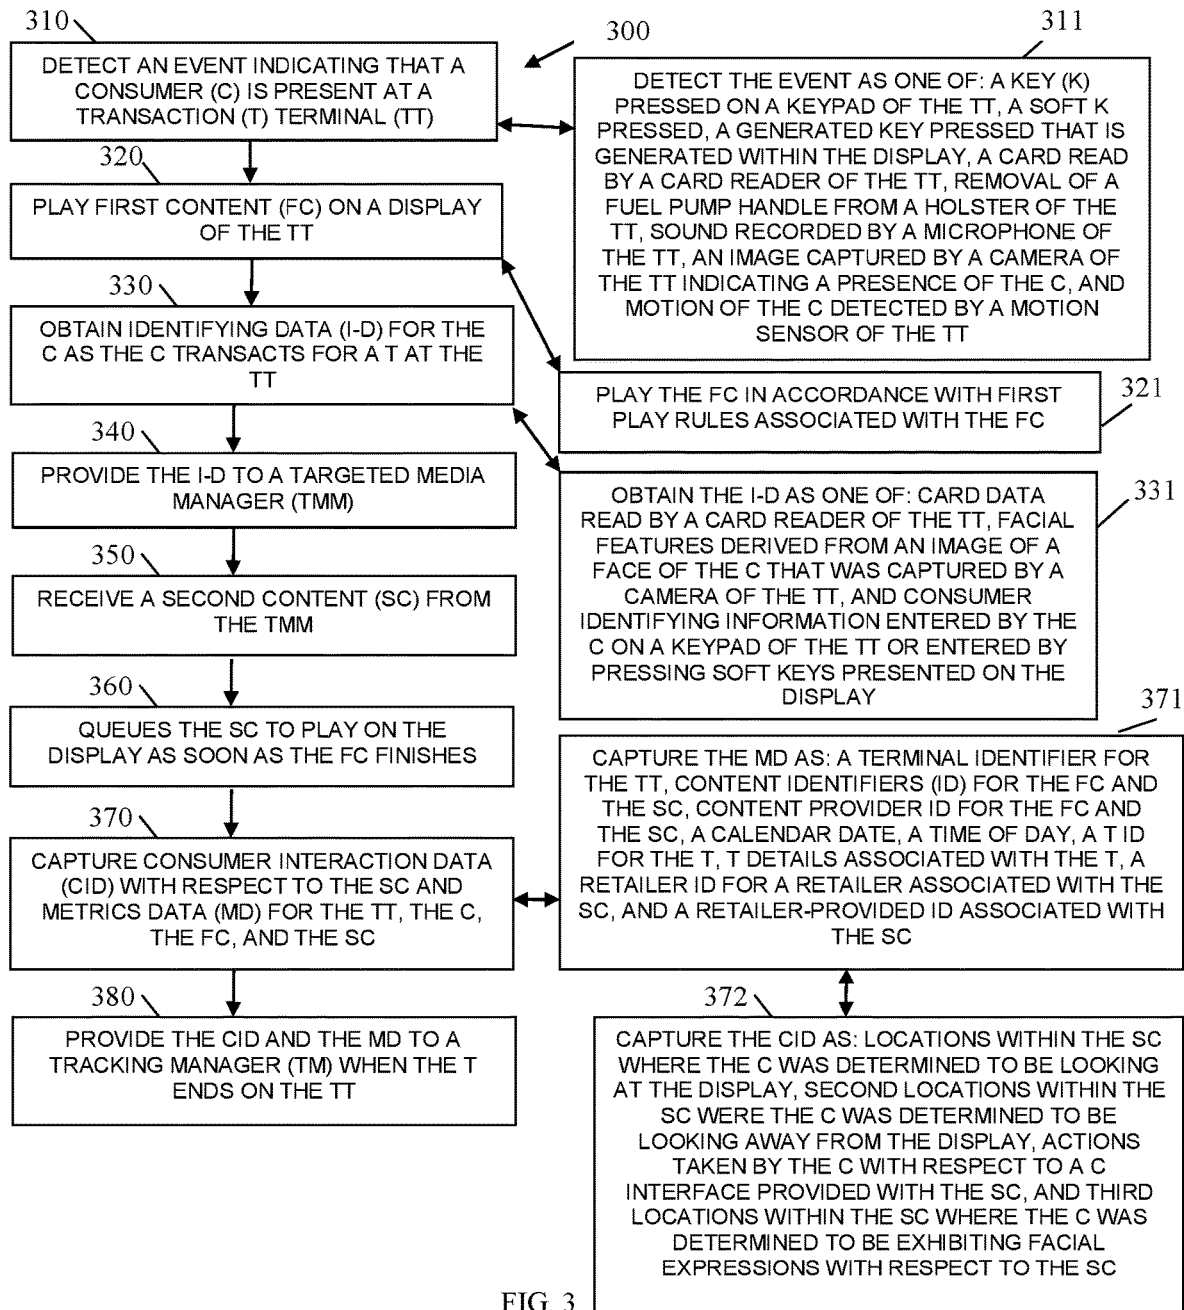 310
DETECT AN EVENT INDICATING THAT A
CONSUMER (C) IS PRESENT AT A
TRANSACTION (T) TERMINAL (TT)
300
311
DETECT THE EVENT AS ONE OF: A KEY (K)
PRESSED ON A KEYPAD OF THE TT, A SOFT K
PRESSED, A GENERATED KEY PRESSED THAT IS
GENERATED WITHIN THE DISPLAY, A CARD READ
BY A CARD READER OF THE TT, REMOVAL OF A
FUEL PUMP HANDLE FROM A HOLSTER OF THE
TT, SOUND RECORDED BY A MICROPHONE OF
THE TT, AN IMAGE CAPTURED BY A CAMERA OF
THE TT INDICATING A PRESENCE OF THE C, AND
MOTION OF THE C DETECTED BY A MOTION
SENSOR OF THE TT
320
PLAY FIRST CONTENT (FC) ON A DISPLAY
OF THE TT
321
PLAY THE FC IN ACCORDANCE WITH FIRST
PLAY RULES ASSOCIATED WITH THE FC
330
OBTAIN IDENTIFYING DATA (I-D) FOR THE
C AS THE C TRANSACTS FOR A T AT THE
TT
331
OBTAIN THE I-D AS ONE OF: CARD DATA
READ BY A CARD READER OF THE TT, FACIAL
FEATURES DERIVED FROM AN IMAGE OF A
FACE OF THE C THAT WAS CAPTURED BY A
CAMERA OF THE TT, AND CONSUMER
IDENTIFYING INFORMATION ENTERED BY THE
C ON A KEYPAD OF THE TT OR ENTERED BY
PRESSING SOFT KEYS PRESENTED ON THE
DISPLAY
340
PROVIDE THE I-D TO A TARGETED MEDIA
MANAGER (TMM)
350
RECEIVE A SECOND CONTENT (SC) FROM
THE TMM
360
QUEUES THE SC TO PLAY ON THE
DISPLAY AS SOON AS THE FC FINISHES
370
CAPTURE CONSUMER INTERACTION DATA
(CID) WITH RESPECT TO THE SC AND
METRICS DATA (MD) FOR THE TT, THE C,
THE FC, AND THE SC
371
CAPTURE THE MD AS: A TERMINAL IDENTIFIER FOR
THE TT, CONTENT IDENTIFIERS (ID) FOR THE FC AND
THE SC, CONTENT PROVIDER ID FOR THE FC AND
THE SC, A CALENDAR DATE, A TIME OF DAY, A T ID
FOR THE T, T DETAILS ASSOCIATED WITH THE T, A
RETAILER ID FOR A RETAILER ASSOCIATED WITH THE
SC, AND A RETAILER-PROVIDED ID ASSOCIATED WITH
THE SC
372
CAPTURE THE CID AS: LOCATIONS WITHIN THE SC
WHERE THE C WAS DETERMINED TO BE LOOKING
AT THE DISPLAY, SECOND LOCATIONS WITHIN THE
SC WERE THE C WAS DETERMINED TO BE
LOOKING AWAY FROM THE DISPLAY, ACTIONS
TAKEN BY THE C WITH RESPECT TO A C
INTERFACE PROVIDED WITH THE SC, AND THIRD
LOCATIONS WITHIN THE SC WHERE THE C WAS
DETERMINED TO BE EXHIBITING FACIAL
EXPRESSIONS WITH RESPECT TO THE SC
380
PROVIDE THE CID AND THE MD TO A
TRACKING MANAGER (TM) WHEN THE T
ENDS ON THE TT
FIG. 3